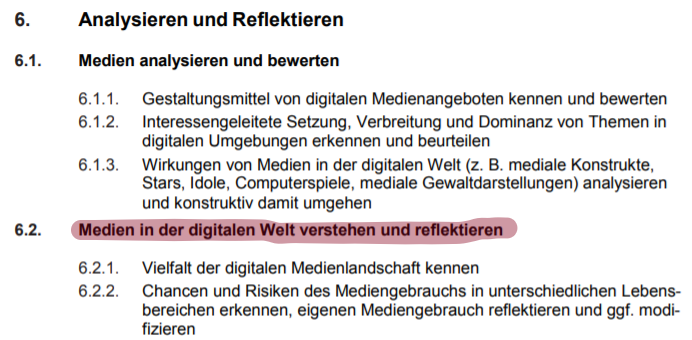 6. Analysieren und Reflektieren
6.1. Medien analysieren und bewerten
6.1.1. Gestaltungsmittel von digitalen Medienangeboten kennen und bewerten
6.1.2. Interessengeleitete Setzung, Verbreitung und Dominanz von Themen in
digitalen Umgebungen erkennen und beurteilen
6.1.3. Wirkungen von Medien in der digitalen Welt (z. B. mediale Konstrukte,
Stars, Idole, Computerspiele, mediale Gewaltdarstellungen) analysieren
und konstruktiv damit umgehen
6.2. Medien in der digitalen Welt verstehen und reflektieren
6.2.1. Vielfalt der digitalen Medienlandschaft kennen
6.2.2. Chancen und Risiken des Mediengebrauchs in unterschiedlichen Lebens-
bereichen erkennen, eigenen Mediengebrauch reflektieren und ggf. modi-
fizieren